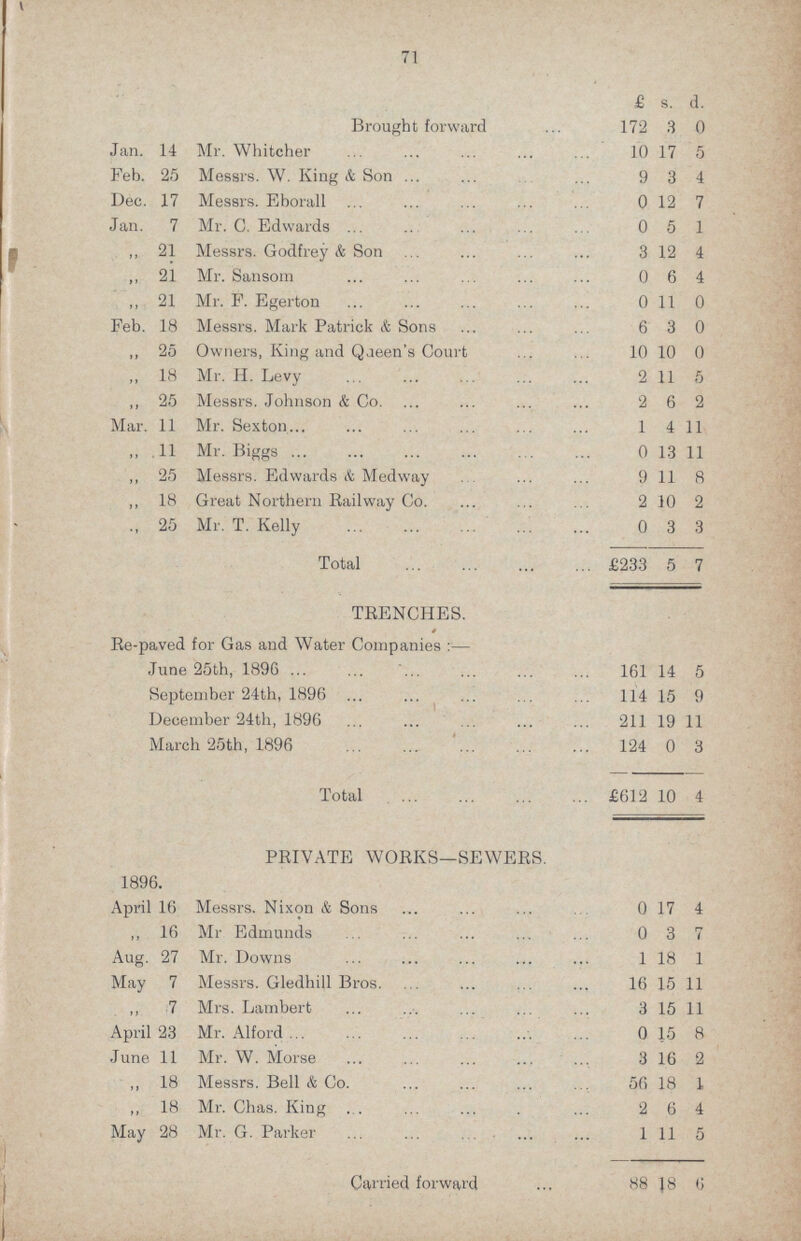 71
£ s. d.
Brought forward ... 172 3 0
Jan. 14 Mr. Whitcher ... ... ... ... ... 10 17 5
Feb. 25 Messrs. W. King & Son ... ... ... ... 9 3 4
Dec. 17 Messrs. Eborall ... ... ... ... ... 0 12 7
Jan. 7 Mr. C. Edwards ... ... ... ... ... 0 5 1
,, 21 Messrs. Godfrey & Son ... ... ... ... 3 12 4
,, 21 Mr. Sansom ... ... ... ... ... 0 6 4
,, 21 Mr. F. Egerton ... ... ... ... ... 0 11 0
Feb. 18 Messrs. Mark Patrick & Sons ... ... ... 6 3 0
,, 25 Owners, King and Queen's Court ... ... 10 10 0
,, 18 Mr. H. Levy ... ... ... ... ... 2 11 5
,, 25 Messrs. Johnson & Co. ... ... ... ... 2 6 2
Mar. 11 Mr. Sexton... ... ... ... ... ... 1 4 11
,, 11 Mr. Biggs ... ... ... ... ... ... 0 13 11
,, 25 Messrs. Edwards & Medway ... ... ... 9 11 8
,, 18 Great Northern Railway Co. ... ... ... 2 10 2
., 25 Mr. T. Kelly ... ... ... ... ... 0 3 3
Total ... ... ... ... £233 5 7
TRENCHES.
Re-paved for Gas and Water Companies :—
June 25th, 1896 ... ... ... ... ... ... 161 14 5
September 24th, 1896 ... ... ... ... ... 114 15 9
December 24th, 1896 ... ... ... ... ... 211 19 11
March 25th, 1896 ... ... ... ... ... 124 0 3
Total ... ... ... ... £612 10 4
PRIVATE WORKS—SEWERS.
1896.
April 16 Messrs. Nixon & Sons ... ... ... ... 0 17 4
,, 16 Mr Edmunds ... ... ... ... ... 0 3 7
Aug. 27 Mr. Downs ... ... ... ... ... 1 18 1
May 7 Messrs. Gledhill Bros. ... ... ... ... 16 15 11
,, 7 Mrs. Lambert ... ... ... ... ... 3 15 11
April 23 Mr. Alford ... ... ... ... ... ... 0 15 8
June 11 Mr. W. Morse ... ... ... ... ... 3 16 2
,, 18 Messrs. Bell & Co. ... ... ... ... 56 18 1
,, 18 Mr. Chas. King ... ... ... . ... 2 6 4
May 28 Mr. G. Parker ... ... ... ... ... 1 11 5
Carried forward ... 88 18 6